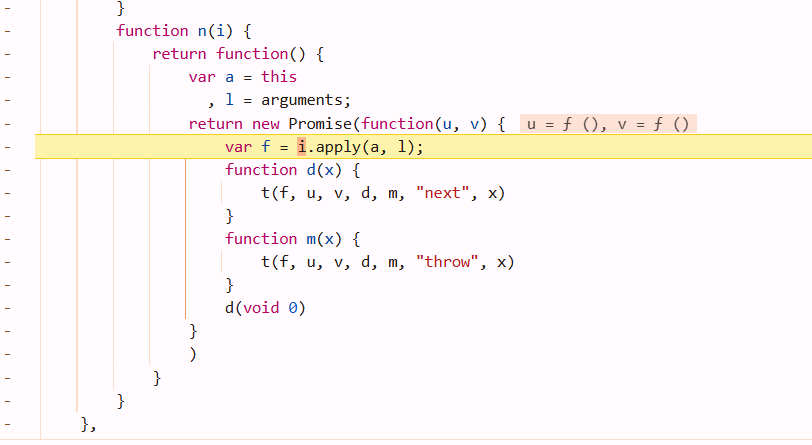 - }
- function n(i) {
- return function() {
- var a = this
- , l = arguments;
- return new Promise(function(u, v) { u = ƒ (), v = ƒ ()
- var f = i.apply(a, l);
- function d(x) {
- t(f, u, v, d, m, "next", x)
- }
- function m(x) {
- t(f, u, v, d, m, "throw", x)
- }
- d(void 0)
- }
- )
- }
- }
- },